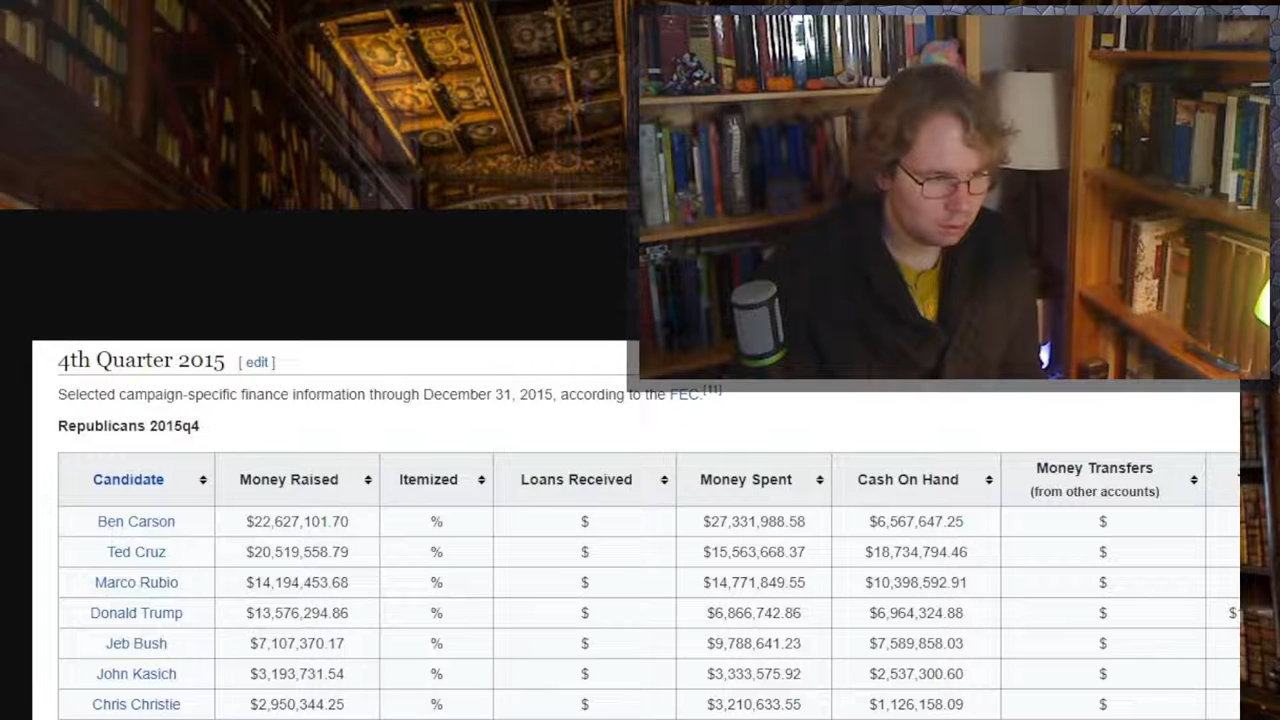 4th Quarter 2015 [ edit ]
Selected campaign-specific finance information through December 31, 2015, according to the FEC.[11]
Republicans 2015q4
Candidate Money Raised Itemized Loans Received Money Spent Cash On Hand Money Transfers (from other accounts)
Ben Carson $22,627,101.70 % $ $27,331,988.58 $6,567,647.25 $
Ted Cruz $20,519,558.79 % $ $15,563,668.37 $18,734,794.46 $
Marco Rubio $14,194,453.68 % $ $14,771,849.55 $10,398,592.91 $
Donald Trump $13,576,294.86 % $ $6,866,742.86 $6,964,324.88 $ $
Jeb Bush $7,107,370.17 % $ $9,788,641.23 $7,589,858.03 $
John Kasich $3,193,731.54 % $ $3,333,575.92 $2,537,300.60 $
Chris Christie $2,950,344.25 % $ $3,210,633.55 $1,126,158.09 $